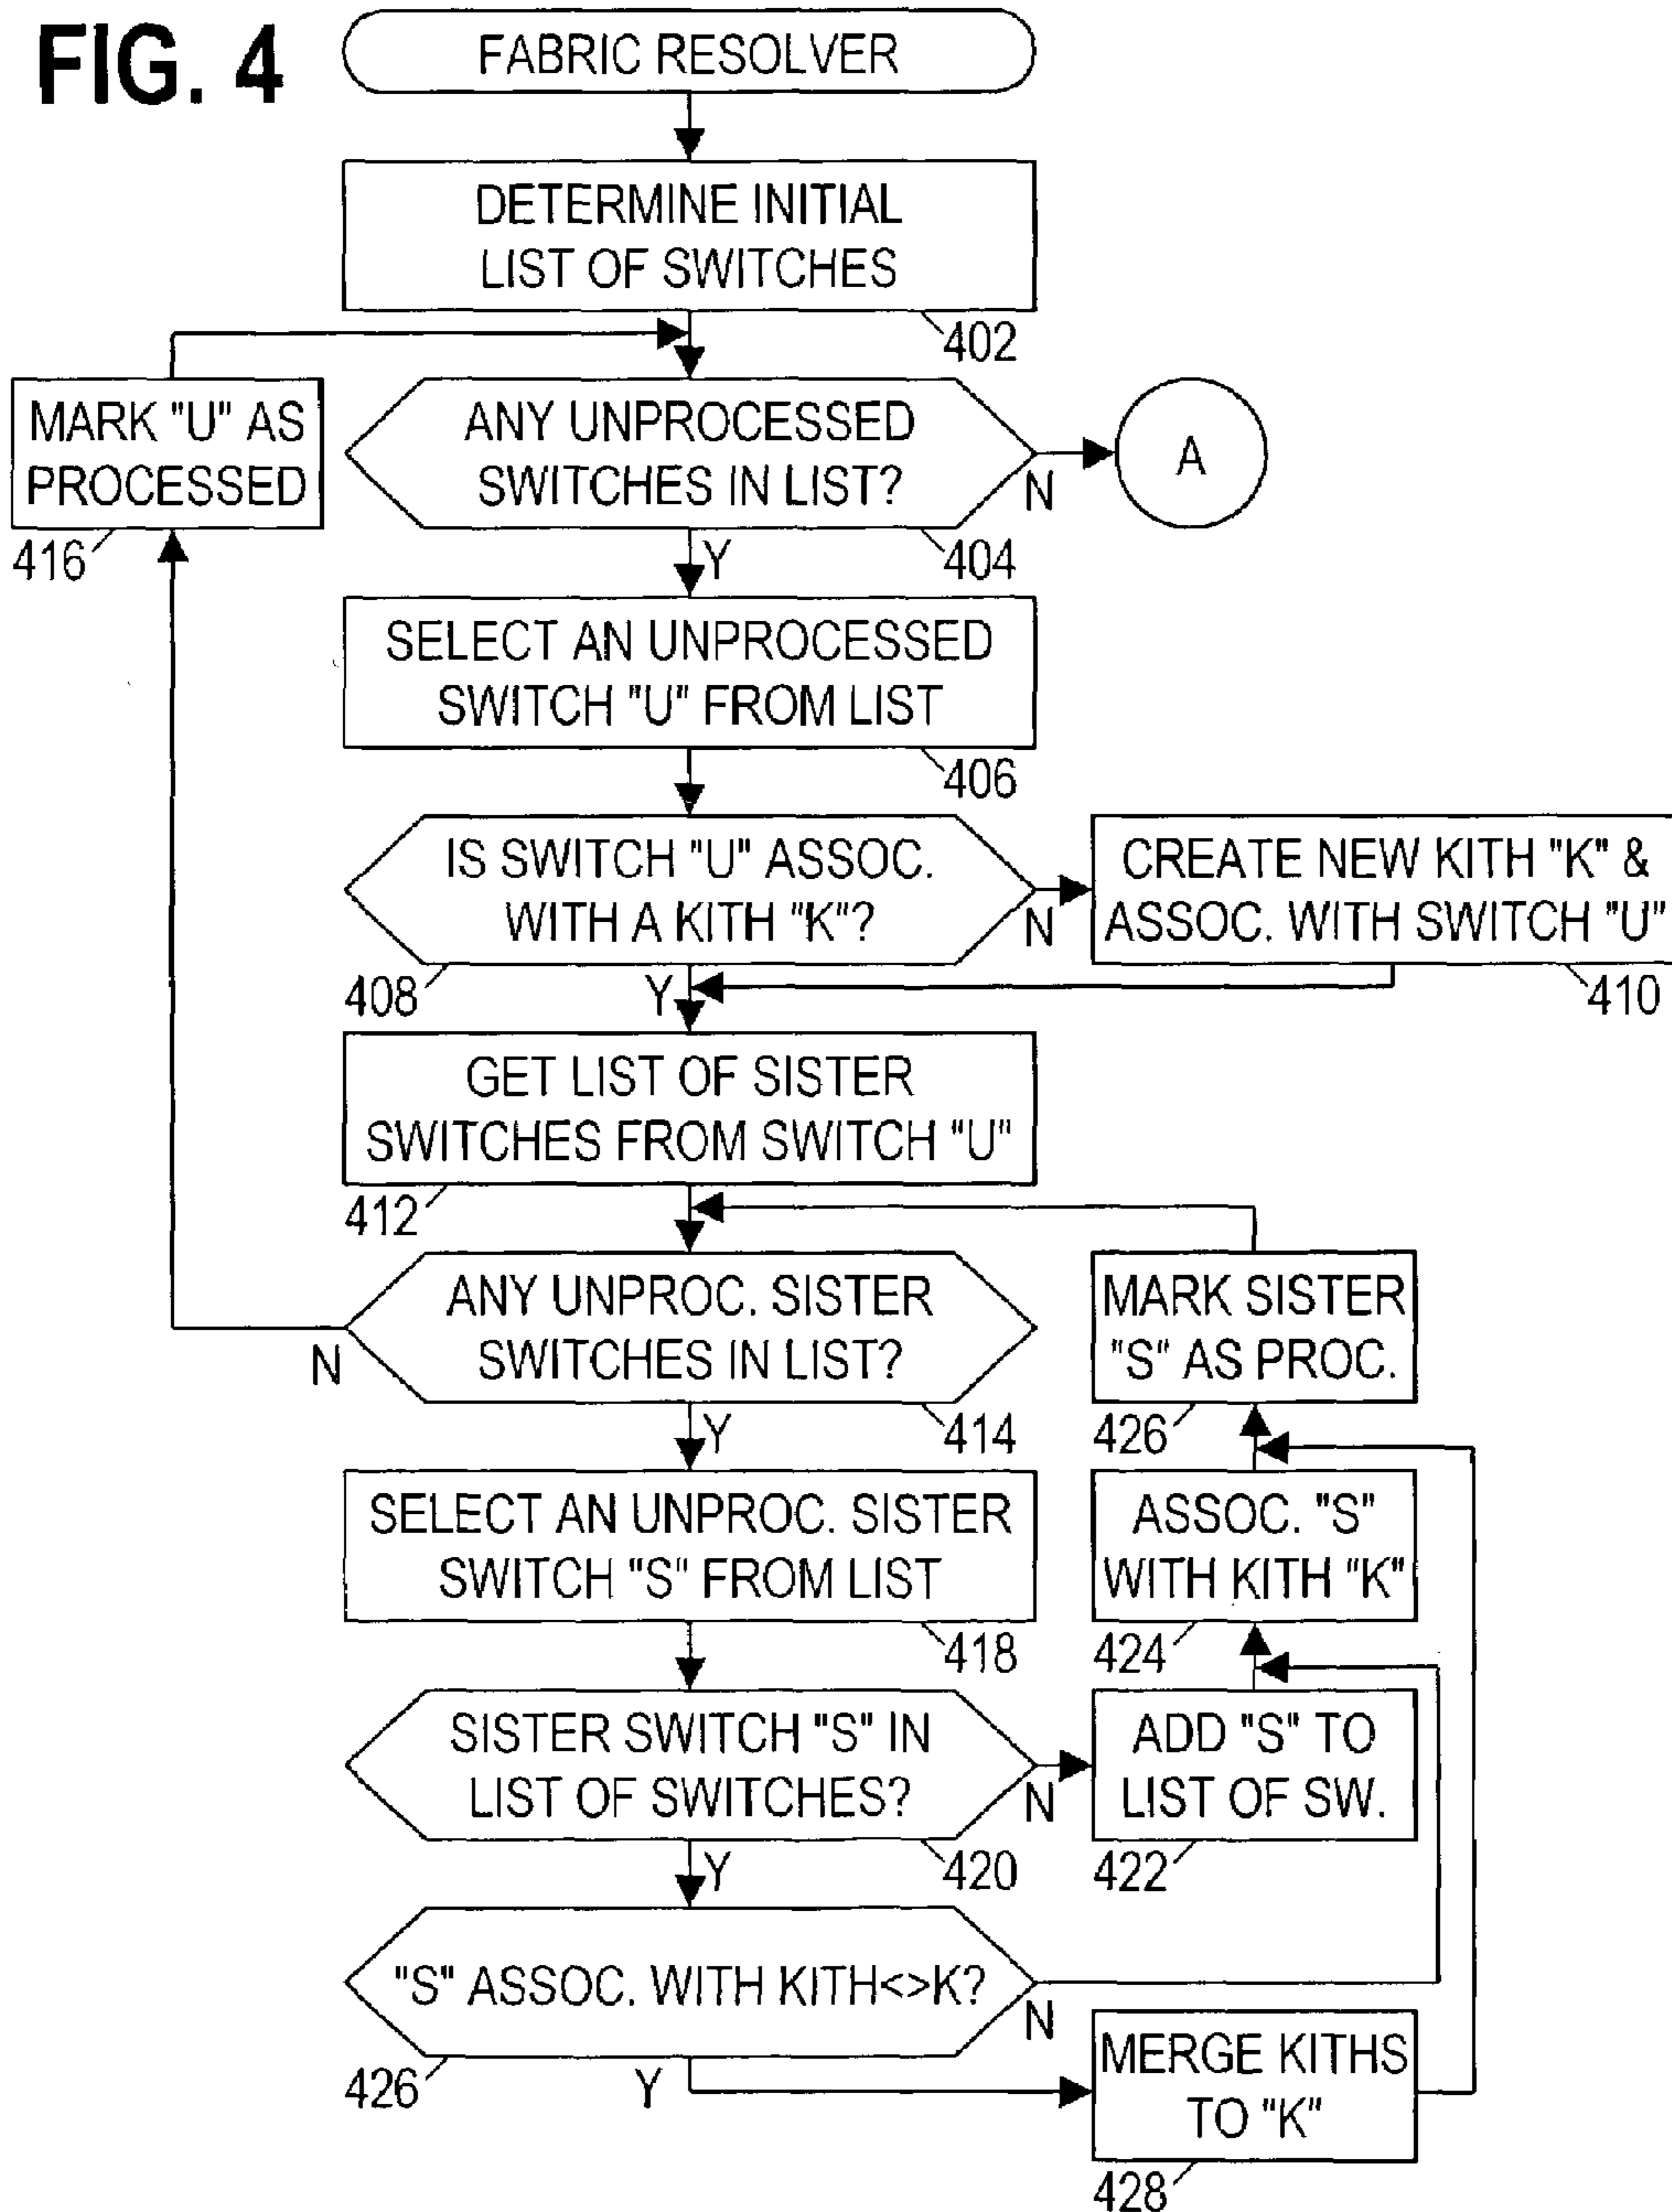 FIG. 4
FABRIC RESOLVER
DETERMINE INITIAL
LIST OF SWITCHES
402
MARK "U" AS
PROCESSED
416
ANY UNPROCESSED
SWITCHES IN LIST?
N
A
Y
404
SELECT AN UNPROCESSED
SWITCH "U" FROM LIST
406
IS SWITCH "U" ASSOC.
WITH A KITH "K"?
N
CREATE NEW KITH "K" &
ASSOC. WITH SWITCH "U"
408
Y
410
GET LIST OF SISTER
SWITCHES FROM SWITCH "U"
412
ANY UNPROC. SISTER
SWITCHES IN LIST?
N
Y
414
MARK SISTER
"S" AS PROC.
426
SELECT AN UNPROC. SISTER
SWITCH "S" FROM LIST
418
ASSOC. "S"
WITH KITH "K"
424
SISTER SWITCH "S" IN
LIST OF SWITCHES?
N
Y
420
ADD "S" TO
LIST OF SW.
422
"S" ASSOC. WITH KITH<>K?
N
426
Y
MERGE KITHS
TO "K"
428